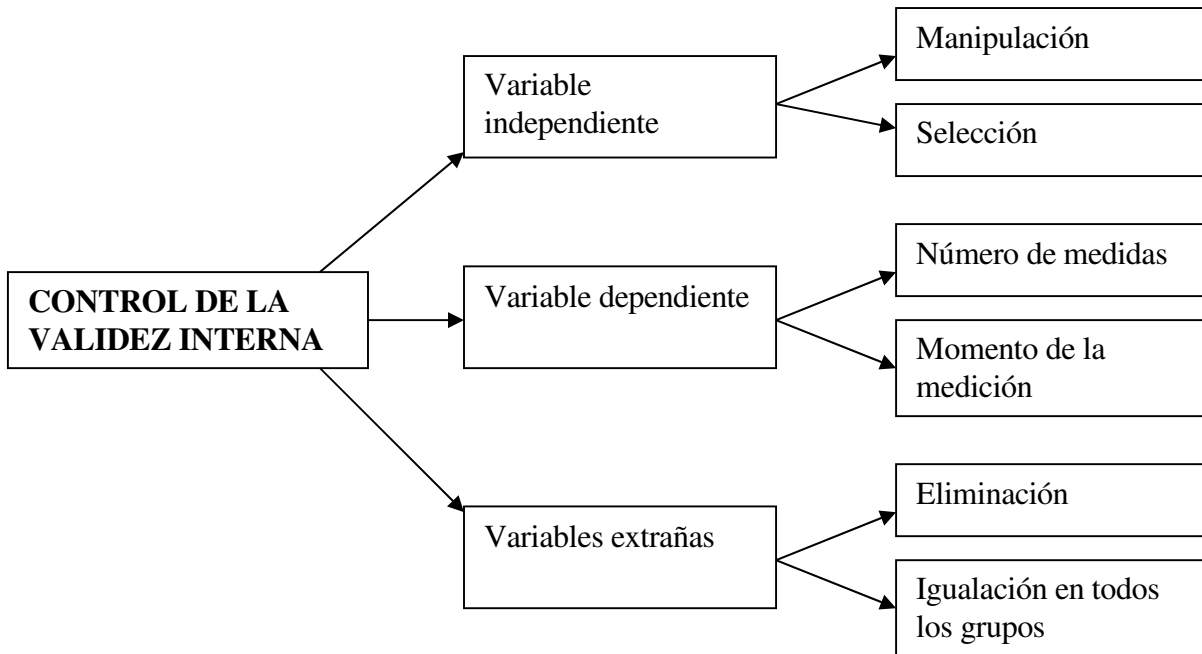 CONTROL DE LA
VALIDEZ INTERNA
Variable
independiente
Manipulación
Selección
Variable dependiente
Número de medidas
Momento de la
medición
Variables extrañas
Eliminación
Igualación en todos
los grupos